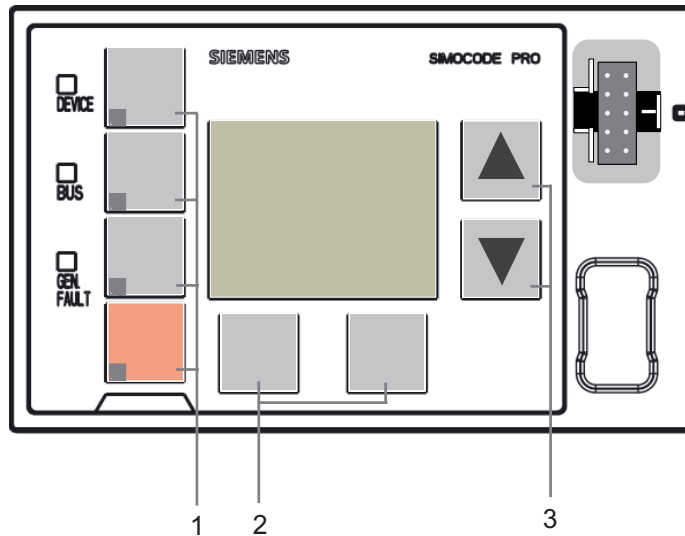 SIEMENS
SIMOCODE PRO
DEVICE
BUS
GEN.
FAULT
1
2
3